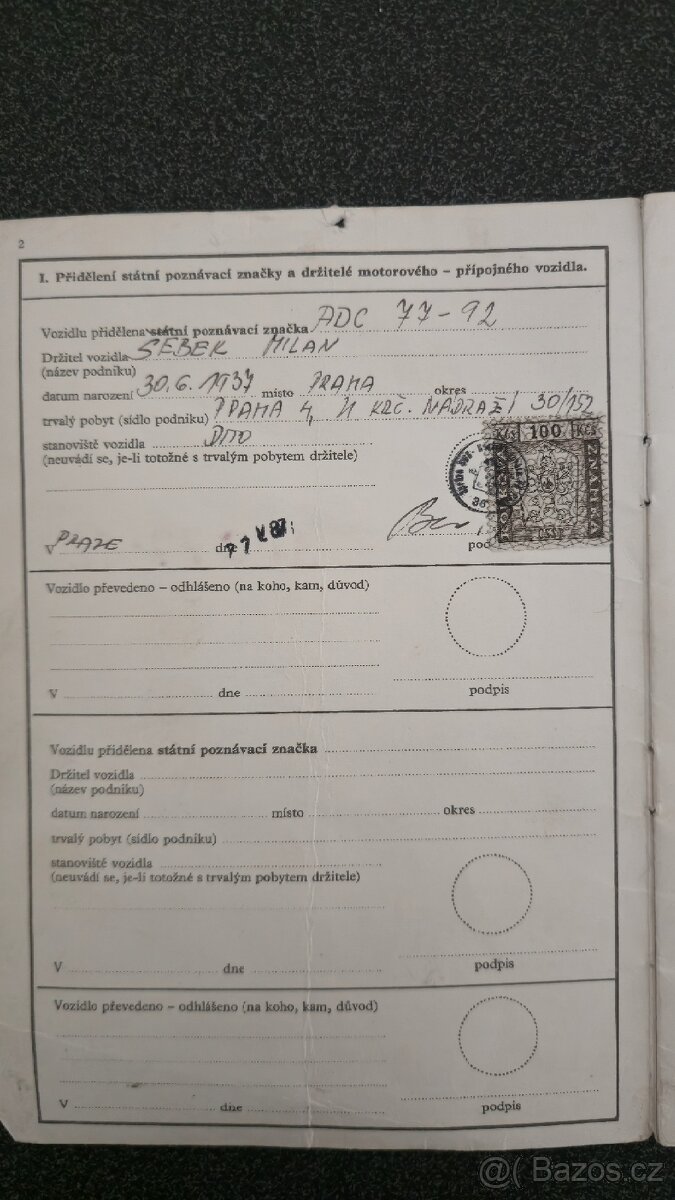 2
I. Přidělení státní poznávací značky a držitelé motorového – přípojného vozidla.
Vozidlu přidělena státní poznávací značka ADC 77-92
Držitel vozidla ŠEBEK MILAN
(název podniku)
datum narození 30.6.1937 místo PRAHA okres
trvalý pobyt (sídlo podniku) PRAHA 4, U KRČ. NÁDRAŽÍ 30/152
stanoviště vozidla DTTO
(neuvádí se, je-li totožné s trvalým pobytem držitele)
Kčs 100 Kčs
ZNÁMKA
ČSSR
V PRAZE dne
Vozidlo převedeno – odhlášeno (na koho, kam, důvod)
V dne podpis
Vozidlu přidělena státní poznávací značka
Držitel vozidla
(název podniku)
datum narození místo okres
trvalý pobyt (sídlo podniku)
stanoviště vozidla
(neuvádí se, je-li totožné s trvalým pobytem držitele)
V dne podpis
Vozidlo převedeno – odhlášeno (na koho, kam, důvod)
V dne podpis
@( Bazos.cz